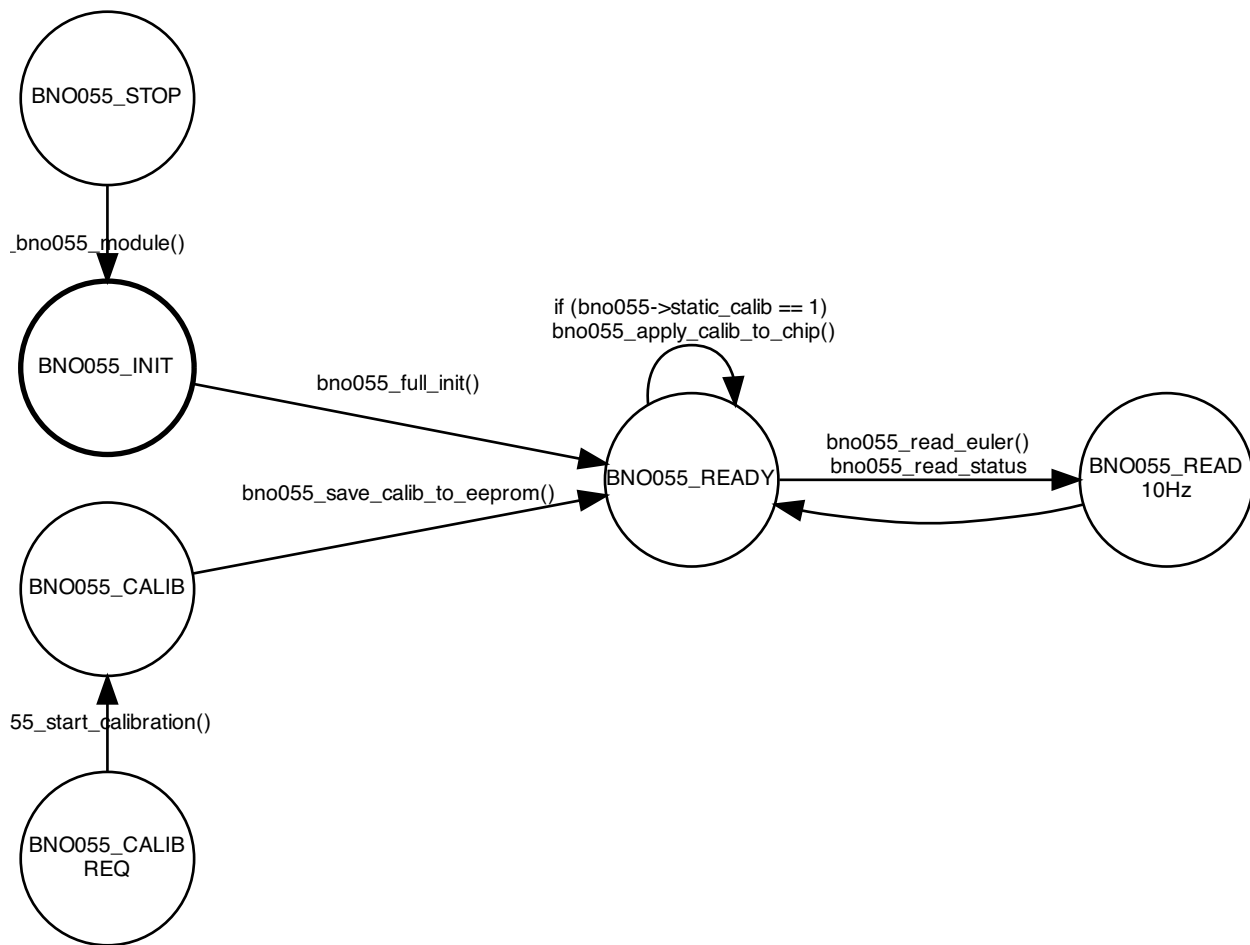 BNO055_STOP
_bno055_module()
BNO055_INIT
bno055_full_init()
if (bno055->static_calib == 1)
bno055_apply_calib_to_chip()
BNO055_READY
bno055_read_euler()
bno055_read_status
BNO055_READ
10Hz
bno055_save_calib_to_eeprom()
BNO055_CALIB
55_start_calibration()
BNO055_CALIB
REQ